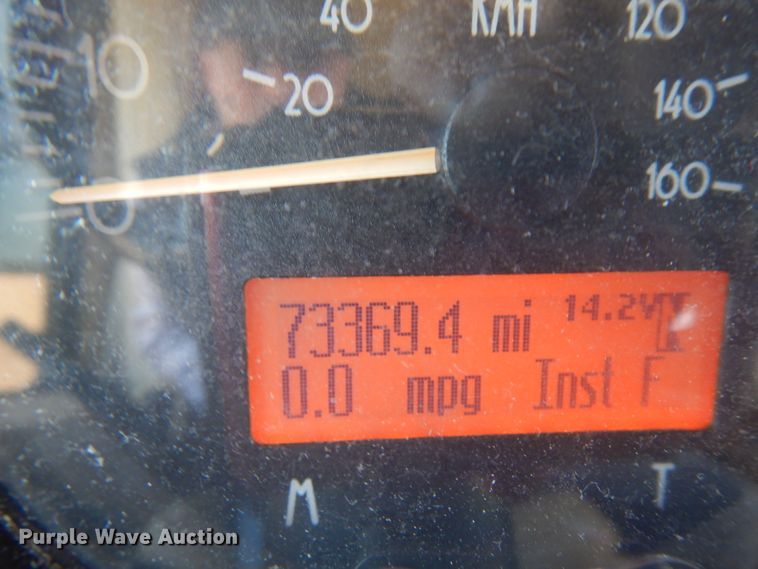 40 KMH 120
10 20 140
0 160
73369.4 mi 14.2V
0.0 mpg Inst F
M T
Purple Wave Auction